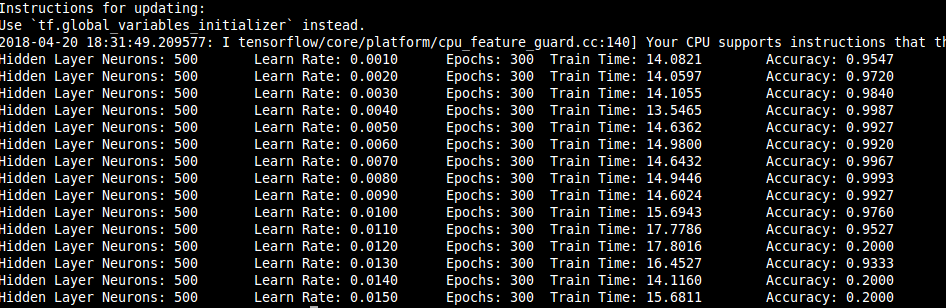 Instructions for updating:
Use `tf.global_variables_initializer` instead.
2018-04-20 18:31:49.209577: I tensorflow/core/platform/cpu_feature_guard.cc:140] Your CPU supports instructions that
Hidden Layer Neurons: 500 Learn Rate: 0.0010 Epochs: 300 Train Time: 14.0821 Accuracy: 0.9547
Hidden Layer Neurons: 500 Learn Rate: 0.0020 Epochs: 300 Train Time: 14.0597 Accuracy: 0.9720
Hidden Layer Neurons: 500 Learn Rate: 0.0030 Epochs: 300 Train Time: 14.1055 Accuracy: 0.9840
Hidden Layer Neurons: 500 Learn Rate: 0.0040 Epochs: 300 Train Time: 13.5465 Accuracy: 0.9987
Hidden Layer Neurons: 500 Learn Rate: 0.0050 Epochs: 300 Train Time: 14.6362 Accuracy: 0.9927
Hidden Layer Neurons: 500 Learn Rate: 0.0060 Epochs: 300 Train Time: 14.9800 Accuracy: 0.9920
Hidden Layer Neurons: 500 Learn Rate: 0.0070 Epochs: 300 Train Time: 14.6432 Accuracy: 0.9967
Hidden Layer Neurons: 500 Learn Rate: 0.0080 Epochs: 300 Train Time: 14.9446 Accuracy: 0.9993
Hidden Layer Neurons: 500 Learn Rate: 0.0090 Epochs: 300 Train Time: 14.6024 Accuracy: 0.9927
Hidden Layer Neurons: 500 Learn Rate: 0.0100 Epochs: 300 Train Time: 15.6943 Accuracy: 0.9760
Hidden Layer Neurons: 500 Learn Rate: 0.0110 Epochs: 300 Train Time: 17.7786 Accuracy: 0.9527
Hidden Layer Neurons: 500 Learn Rate: 0.0120 Epochs: 300 Train Time: 17.8016 Accuracy: 0.2000
Hidden Layer Neurons: 500 Learn Rate: 0.0130 Epochs: 300 Train Time: 16.4527 Accuracy: 0.9333
Hidden Layer Neurons: 500 Learn Rate: 0.0140 Epochs: 300 Train Time: 14.1160 Accuracy: 0.2000
Hidden Layer Neurons: 500 Learn Rate: 0.0150 Epochs: 300 Train Time: 15.6811 Accuracy: 0.2000